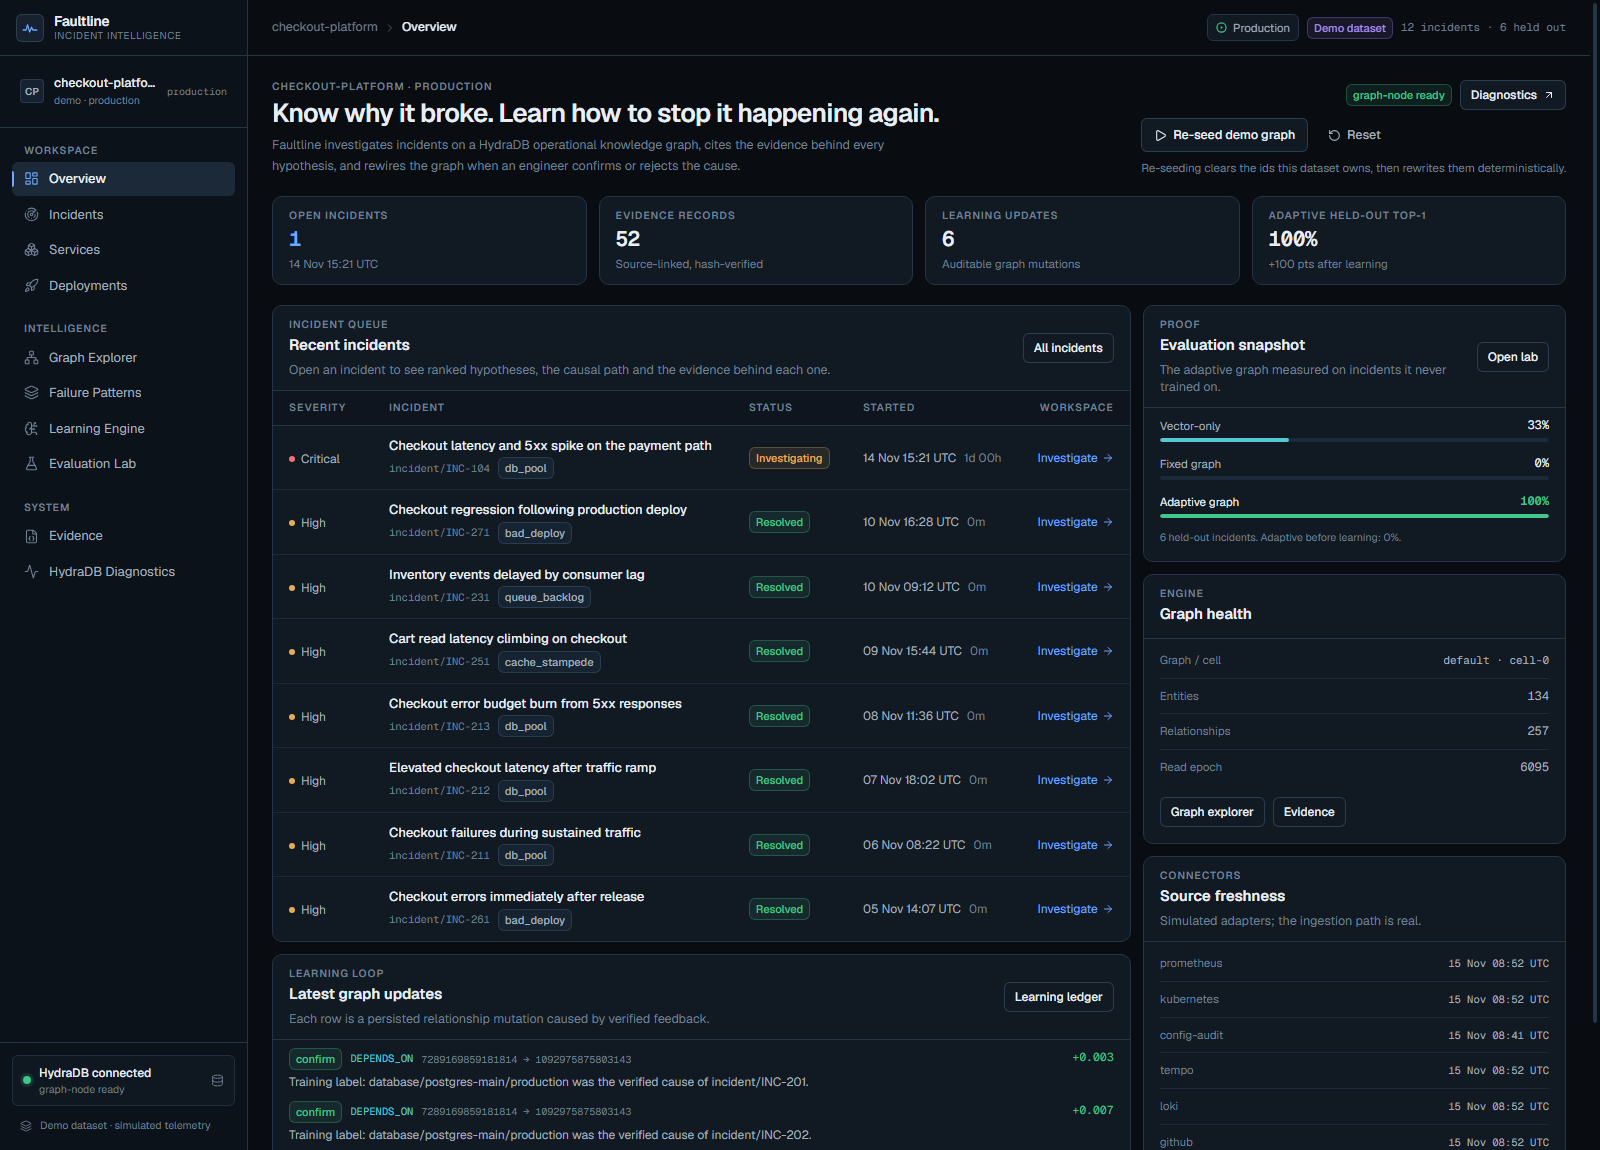 Faultline
INCIDENT INTELLIGENCE
CP
checkout-platfo...
demo · production
production
WORKSPACE
Overview
Incidents
Services
Deployments
INTELLIGENCE
Graph Explorer
Failure Patterns
Learning Engine
Evaluation Lab
SYSTEM
Evidence
HydraDB Diagnostics
HydraDB connected
graph-node ready
Demo dataset · simulated telemetry
checkout-platform > Overview
Production
Demo dataset
12 incidents · 6 held out
CHECKOUT-PLATFORM · PRODUCTION
Know why it broke. Learn how to stop it happening again.
Faultline investigates incidents on a HydraDB operational knowledge graph, cites the evidence behind every
hypothesis, and rewires the graph when an engineer confirms or rejects the cause.
graph-node ready
Diagnostics
Re-seed demo graph
Reset
Re-seeding clears the ids this dataset owns, then rewrites them deterministically.
OPEN INCIDENTS
1
14 Nov 15:21 UTC
EVIDENCE RECORDS
52
Source-linked, hash-verified
LEARNING UPDATES
6
Auditable graph mutations
ADAPTIVE HELD-OUT TOP-1
100%
+100 pts after learning
INCIDENT QUEUE
Recent incidents
Open an incident to see ranked hypotheses, the causal path and the evidence behind each one.
All incidents
SEVERITY INCIDENT STATUS STARTED WORKSPACE
Critical
Checkout latency and 5xx spike on the payment path
incident/INC-104 db_pool
Investigating
14 Nov 15:21 UTC 1d 00h
Investigate →
High
Checkout regression following production deploy
incident/INC-271 bad_deploy
Resolved
10 Nov 16:28 UTC 0m
Investigate →
High
Inventory events delayed by consumer lag
incident/INC-231 queue_backlog
Resolved
10 Nov 09:12 UTC 0m
Investigate →
High
Cart read latency climbing on checkout
incident/INC-251 cache_stampede
Resolved
09 Nov 15:44 UTC 0m
Investigate →
High
Checkout error budget burn from 5xx responses
incident/INC-213 db_pool
Resolved
08 Nov 11:36 UTC 0m
Investigate →
High
Elevated checkout latency after traffic ramp
incident/INC-212 db_pool
Resolved
07 Nov 18:02 UTC 0m
Investigate →
High
Checkout failures during sustained traffic
incident/INC-211 db_pool
Resolved
06 Nov 08:22 UTC 0m
Investigate →
High
Checkout errors immediately after release
incident/INC-261 bad_deploy
Resolved
05 Nov 14:07 UTC 0m
Investigate →
LEARNING LOOP
Latest graph updates
Each row is a persisted relationship mutation caused by verified feedback.
Learning ledger
confirm DEPENDS_ON 7289169859181814 → 1092975875803143 +0.003
Training label: database/postgres-main/production was the verified cause of incident/INC-201.
confirm DEPENDS_ON 7289169859181814 → 1092975875803143 +0.007
Training label: database/postgres-main/production was the verified cause of incident/INC-202.
PROOF
Evaluation snapshot
The adaptive graph measured on incidents it never
trained on.
Open lab
Vector-only 33%
Fixed graph 0%
Adaptive graph 100%
6 held-out incidents. Adaptive before learning: 0%.
ENGINE
Graph health
Graph / cell default · cell-0
Entities 134
Relationships 257
Read epoch 6095
Graph explorer
Evidence
CONNECTORS
Source freshness
Simulated adapters; the ingestion path is real.
prometheus 15 Nov 08:52 UTC
kubernetes 15 Nov 08:52 UTC
config-audit 15 Nov 08:41 UTC
tempo 15 Nov 08:52 UTC
loki 15 Nov 08:52 UTC
github 15 Nov 08:52 UTC